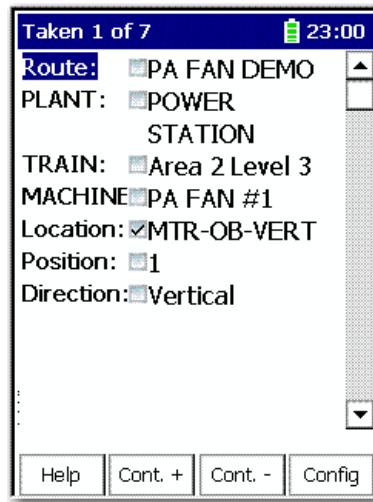 Taken 1 of 7 23:00
Route: PA FAN DEMO
PLANT: POWER
STATION
TRAIN: Area 2 Level 3
MACHINE PA FAN #1
Location: MTR-OB-VERT
Position: 1
Direction: Vertical
Help Cont. + Cont. - Config